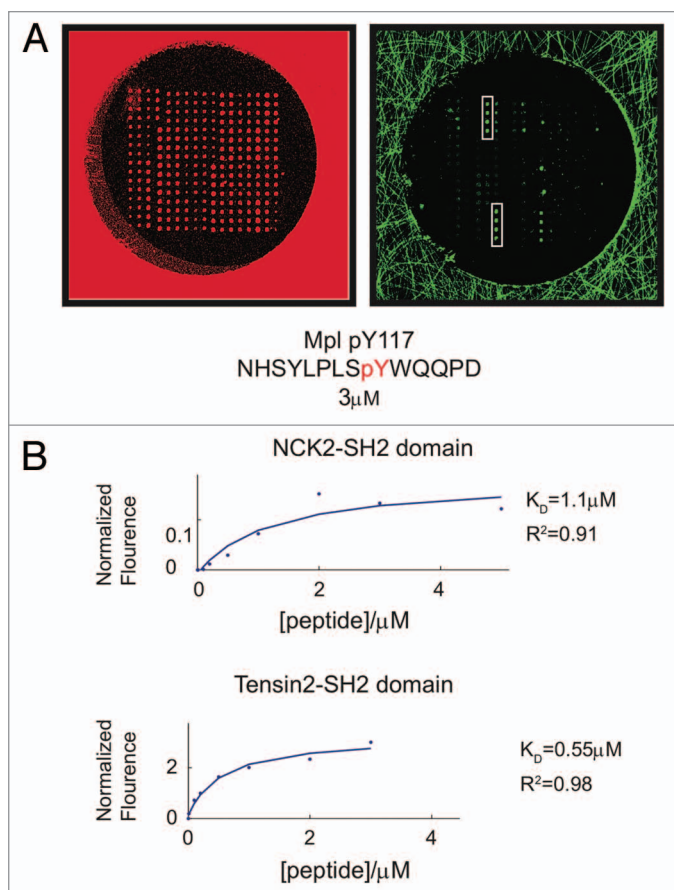 A
Mpl pY117
NHSYLPLSpYWQQPD
3µM
B
NCK2-SH2 domain
Normalized
Flourence
0.1
0
0
2
4
[peptide]/µM
K_D=1.1µM
R²=0.91
Tensin2-SH2 domain
Normalized
Flourence
2
0
0
2
4
[peptide]/µM
K_D=0.55µM
R²=0.98